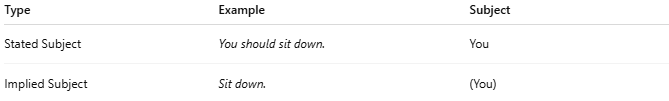 Type Example Subject
Stated Subject You should sit down. You
Implied Subject Sit down. (You)